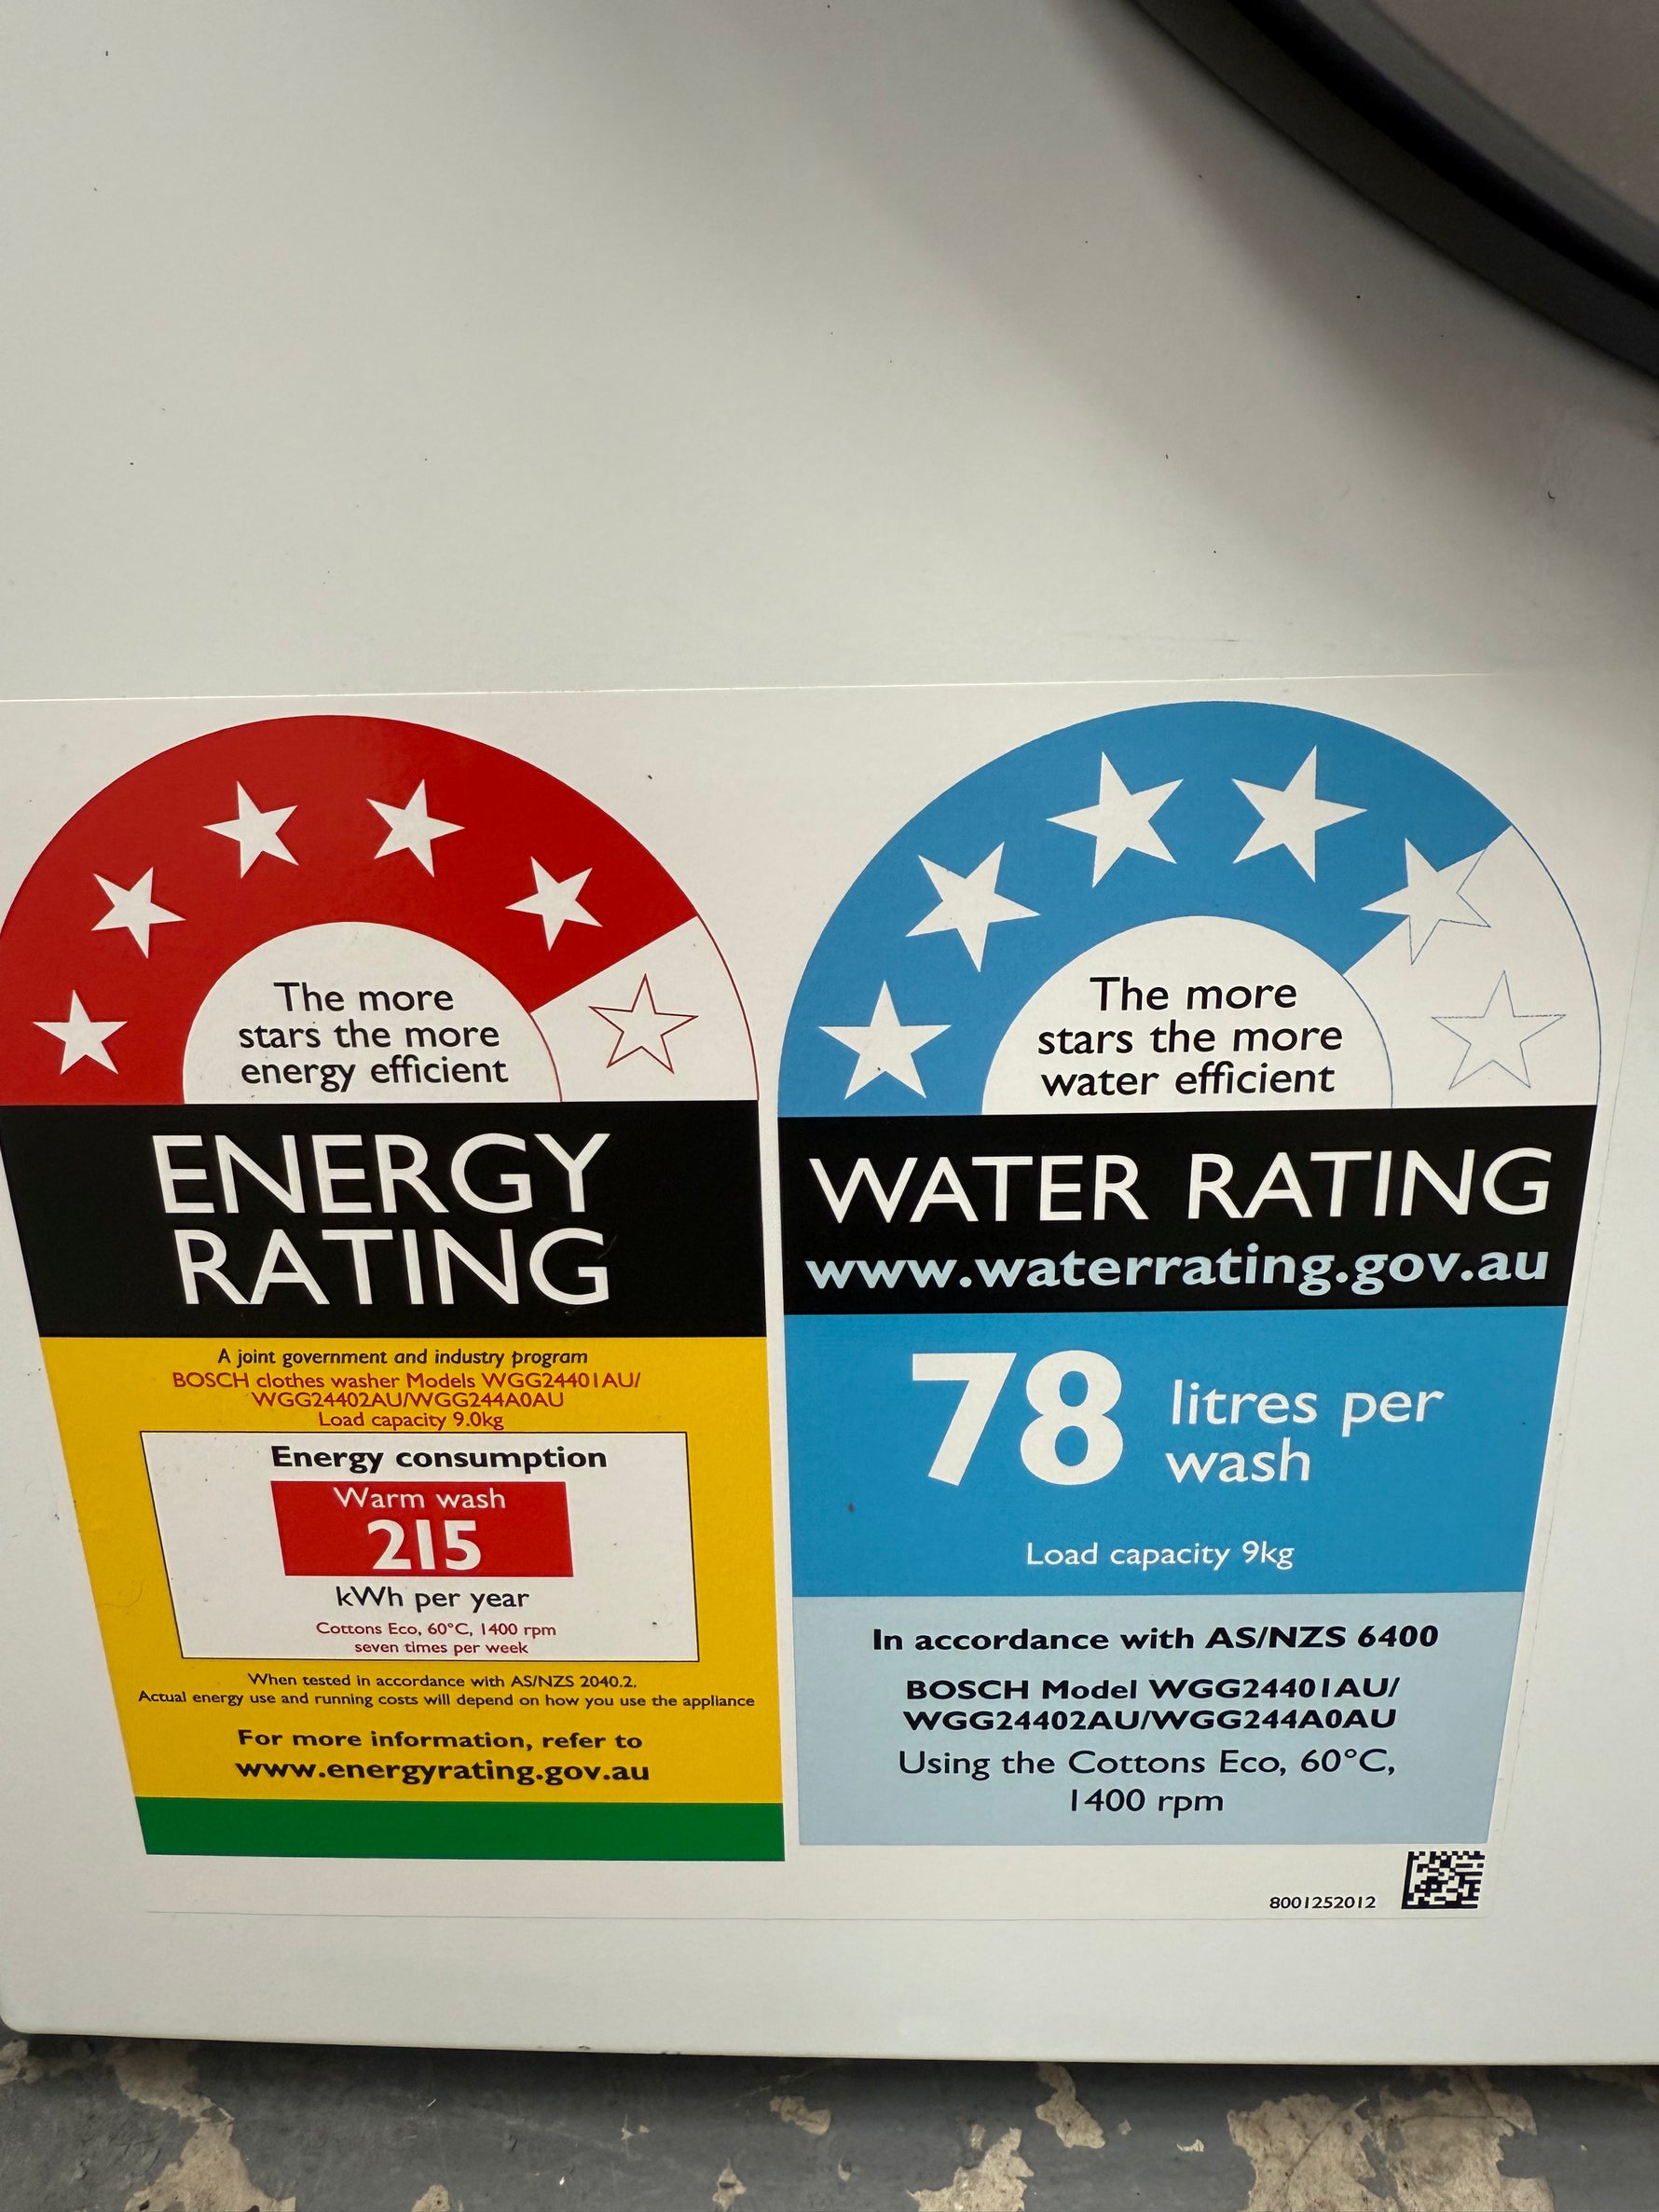 The more
stars the more
energy efficient
ENERGY
RATING
A joint government and industry program
BOSCH clothes washer Models WGG24401AU/
WGG24402AU/WGG244A0AU
Load capacity 9.0kg
Energy consumption
Warm wash
215
kWh per year
Cottons Eco, 60°C, 1400 rpm
seven times per week
When tested in accordance with AS/NZS 2040.2.
Actual energy use and running costs will depend on how you use the appliance
For more information, refer to
www.energyrating.gov.au
The more
stars the more
water efficient
WATER RATING
www.waterrating.gov.au
78 litres per
wash
Load capacity 9kg
In accordance with AS/NZS 6400
BOSCH Model WGG24401AU/
WGG24402AU/WGG244A0AU
Using the Cottons Eco, 60°C,
1400 rpm
8001252012